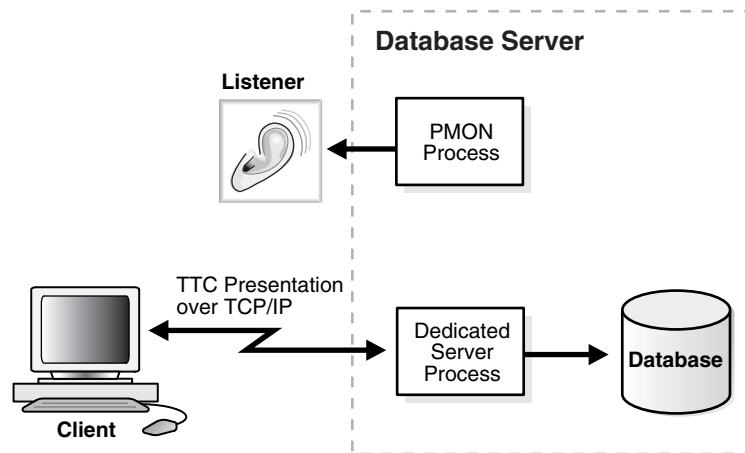 Database Server
Listener
PMON
Process
TTC Presentation
over TCP/IP
Dedicated
Server
Process
Database
Client